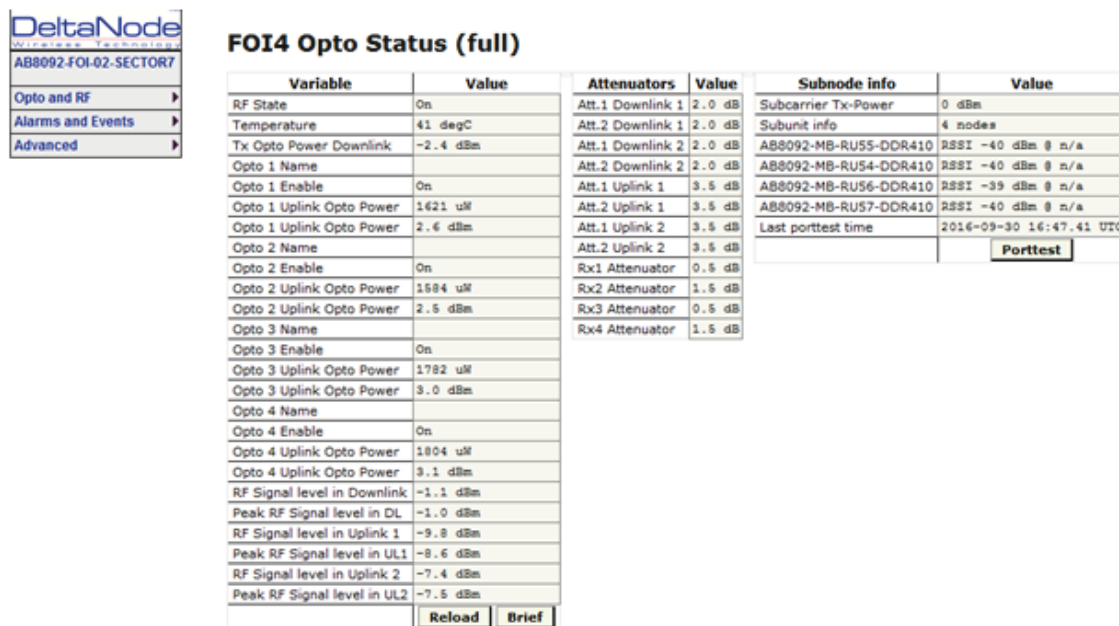 DeltaNode
Wireless Technology
AB8092-FOI-02-SECTOR7
Opto and RF
Alarms and Events
Advanced
FOI4 Opto Status (full)
Variable Value
RF State On
Temperature 41 degC
Tx Opto Power Downlink -2.4 dBm
Opto 1 Name
Opto 1 Enable On
Opto 1 Uplink Opto Power 1621 uW
Opto 1 Uplink Opto Power 2.6 dBm
Opto 2 Name
Opto 2 Enable On
Opto 2 Uplink Opto Power 1584 uW
Opto 2 Uplink Opto Power 2.5 dBm
Opto 3 Name
Opto 3 Enable On
Opto 3 Uplink Opto Power 1782 uW
Opto 3 Uplink Opto Power 3.0 dBm
Opto 4 Name
Opto 4 Enable On
Opto 4 Uplink Opto Power 1804 uW
Opto 4 Uplink Opto Power 3.1 dBm
RF Signal level in Downlink -1.1 dBm
Peak RF Signal level in DL -1.0 dBm
RF Signal level in Uplink 1 -9.8 dBm
Peak RF Signal level in UL1 -8.6 dBm
RF Signal level in Uplink 2 -7.4 dBm
Peak RF Signal level in UL2 -7.5 dBm
Reload Brief
Attenuators Value
Att.1 Downlink 1 2.0 dB
Att.2 Downlink 1 2.0 dB
Att.1 Downlink 2 2.0 dB
Att.2 Downlink 2 2.0 dB
Att.1 Uplink 1 3.5 dB
Att.2 Uplink 1 3.5 dB
Att.1 Uplink 2 3.5 dB
Att.2 Uplink 2 3.5 dB
Rx1 Attenuator 0.5 dB
Rx2 Attenuator 1.5 dB
Rx3 Attenuator 0.5 dB
Rx4 Attenuator 1.5 dB
Subnode info Value
Subcarrier Tx-Power 0 dBm
Subunit info 4 nodes
AB8092-MB-RU55-DDR410 RSSI -40 dBm @ n/a
AB8092-MB-RU54-DDR410 RSSI -40 dBm @ n/a
AB8092-MB-RU56-DDR410 RSSI -39 dBm @ n/a
AB8092-MB-RU57-DDR410 RSSI -40 dBm @ n/a
Last porttest time 2016-09-30 16:47.41 UTC
Porttest